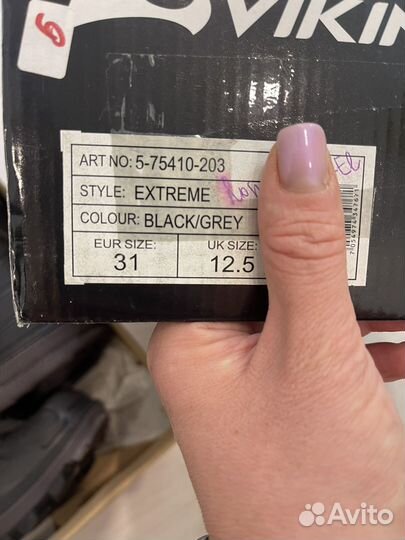 6
VIKIN
ART NO: 5-75410-203
STYLE: EXTREME
COLOUR: BLACK/GREY
EUR SIZE: UK SIZE:
31 12.5
Avito